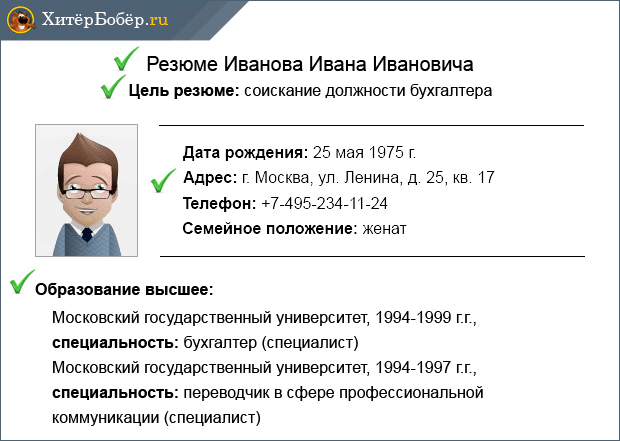 ХитёрБобёр.ru
Резюме Иванова Ивана Ивановича
Цель резюме: соискание должности бухгалтера
Дата рождения: 25 мая 1975 г.
Адрес: г. Москва, ул. Ленина, д. 25, кв. 17
Телефон: +7-495-234-11-24
Семейное положение: женат
Образование высшее:
Московский государственный университет, 1994-1999 г.г.,
специальность: бухгалтер (специалист)
Московский государственный университет, 1994-1997 г.г.,
специальность: переводчик в сфере профессиональной
коммуникации (специалист)